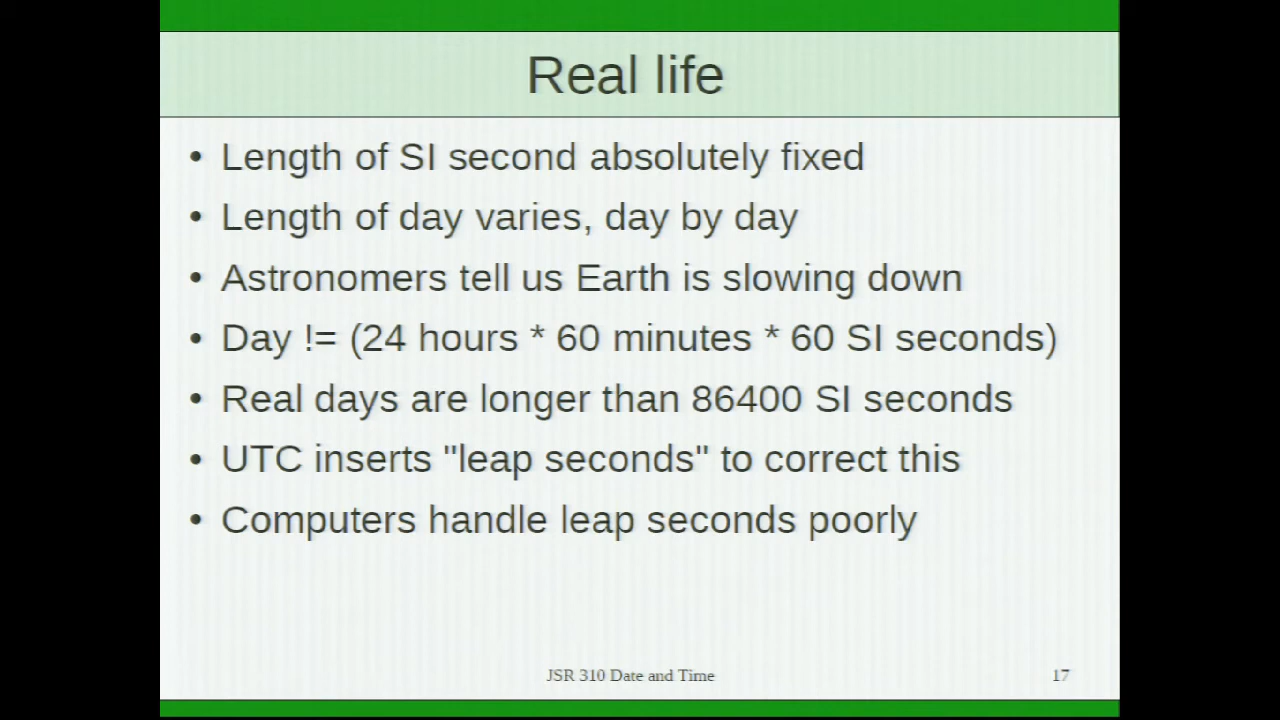 Real life
• Length of SI second absolutely fixed
• Length of day varies, day by day
• Astronomers tell us Earth is slowing down
• Day != (24 hours * 60 minutes * 60 SI seconds)
• Real days are longer than 86400 SI seconds
• UTC inserts "leap seconds" to correct this
• Computers handle leap seconds poorly
JSR 310 Date and Time
17